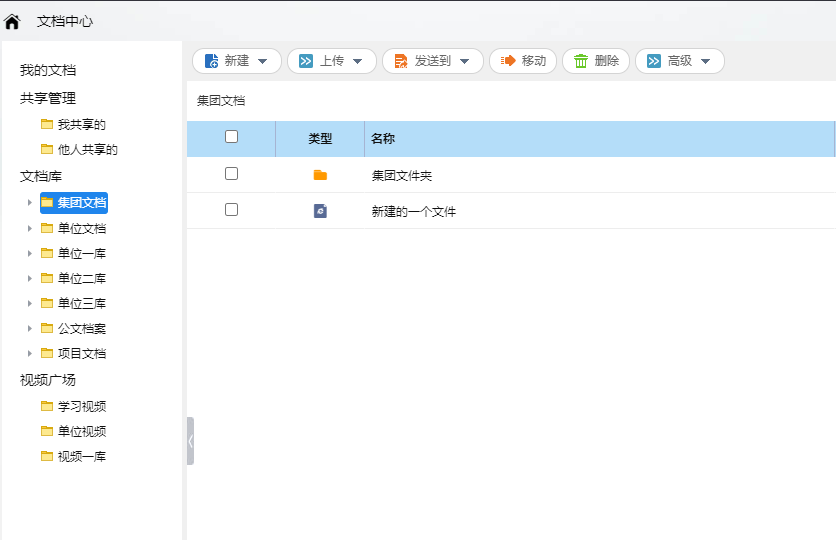 文档中心
我的文档
共享管理
我共享的
他人共享的
文档库
集团文档
单位文档
单位一库
单位二库
单位三库
公文档案
项目文档
视频广场
学习视频
单位视频
视频一库
新建 上传 发送到 移动 删除 高级
集团文档
类型 名称
集团文件夹
新建的一个文件